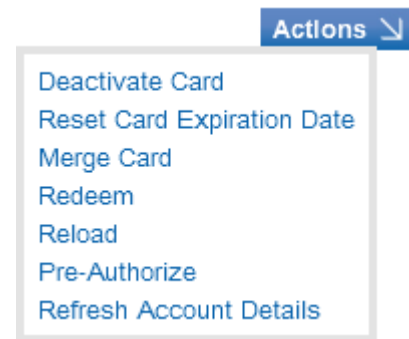 Actions
Deactivate Card
Reset Card Expiration Date
Merge Card
Redeem
Reload
Pre-Authorize
Refresh Account Details